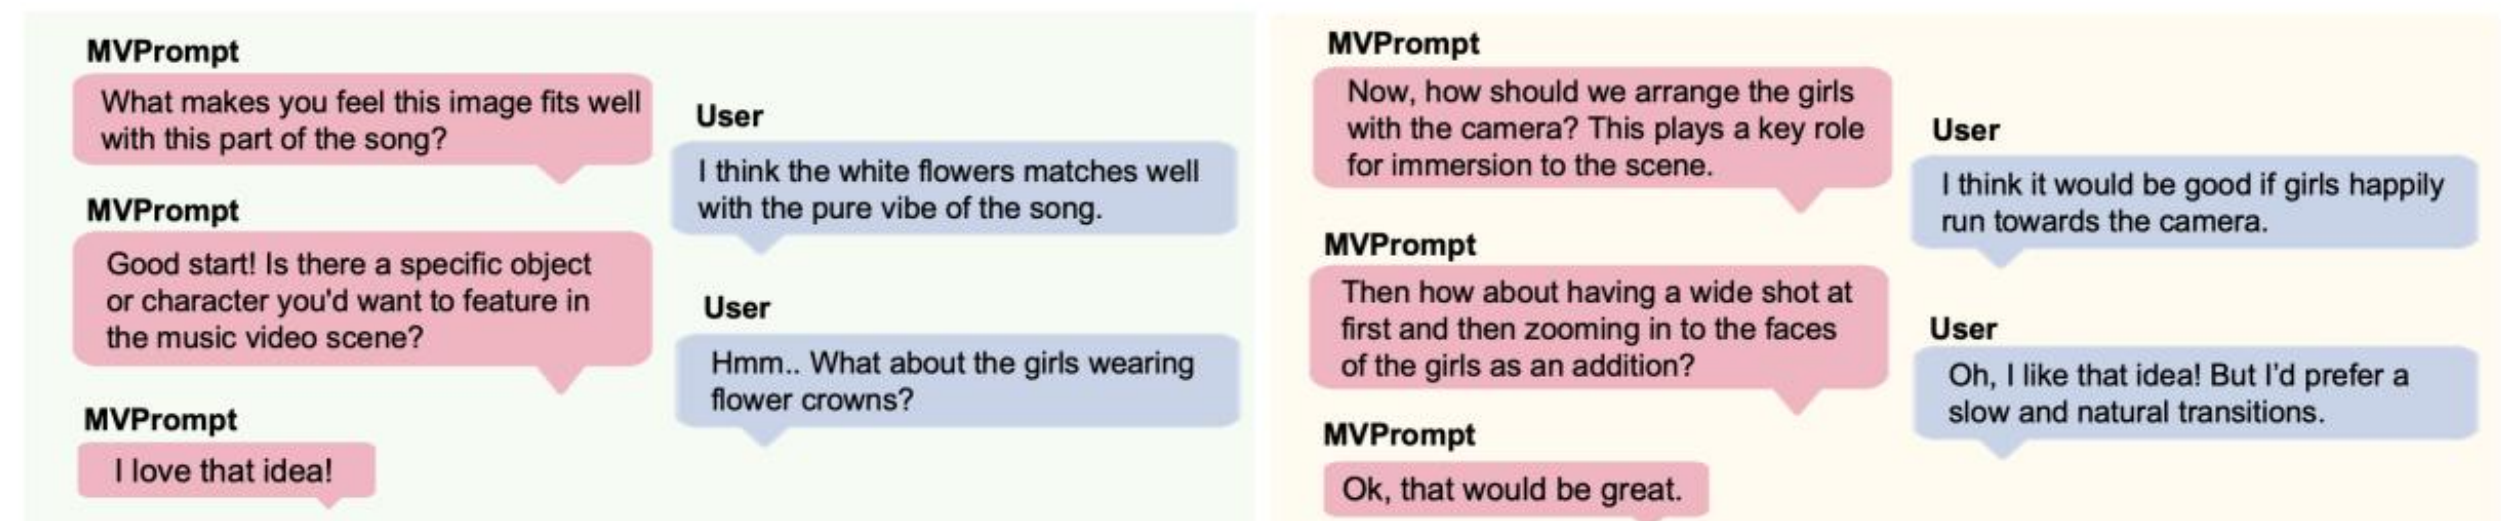 MVPrompt
What makes you feel this image fits well
with this part of the song?
User
I think the white flowers matches well
with the pure vibe of the song.
MVPrompt
Good start! Is there a specific object
or character you'd want to feature in
the music video scene?
User
Hmm.. What about the girls wearing
flower crowns?
MVPrompt
I love that idea!
MVPrompt
Now, how should we arrange the girls
with the camera? This plays a key role
for immersion to the scene.
User
I think it would be good if girls happily
run towards the camera.
MVPrompt
Then how about having a wide shot at
first and then zooming in to the faces
of the girls as an addition?
User
Oh, I like that idea! But I'd prefer a
slow and natural transitions.
MVPrompt
Ok, that would be great.